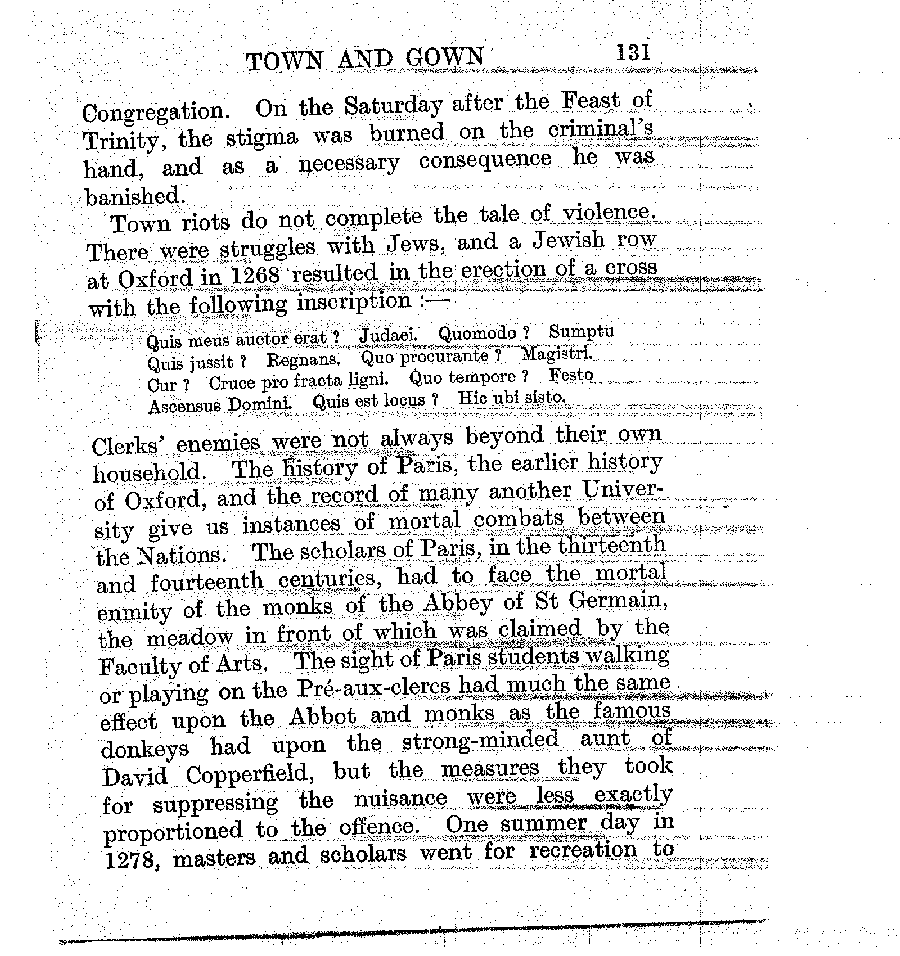 TOWN AND GOWN 131
Congregation. On the Saturday after the Feast of
Trinity, the stigma was burned on the criminal's
hand, and as a necessary consequence he was
banished.
Town riots do not complete the tale of violence.
There were struggles with Jews, and a Jewish row
at Oxford in 1268 resulted in the erection of a cross
with the following inscription :—
Quis meus auctor erat ? Judaei. Quomodo ? Sumptu
Quis jussit ? Regnans. Quo procurante ? Magistri.
Cur ? Cruce pro fracta ligni. Quo tempore ? Festo
Ascensus Domini. Quis est locus ? Hic ubi sisto.
Clerks' enemies were not always beyond their own
household. The history of Paris, the earlier history
of Oxford, and the record of many another Univer-
sity give us instances of mortal combats between
the Nations. The scholars of Paris, in the thirteenth
and fourteenth centuries, had to face the mortal
enmity of the monks of the Abbey of St Germain,
the meadow in front of which was claimed by the
Faculty of Arts. The sight of Paris students walking
or playing on the Pré-aux-clercs had much the same
effect upon the Abbot and monks as the famous
donkeys had upon the strong-minded aunt of
David Copperfield, but the measures they took
for suppressing the nuisance were less exactly
proportioned to the offence. One summer day in
1278, masters and scholars went for recreation to